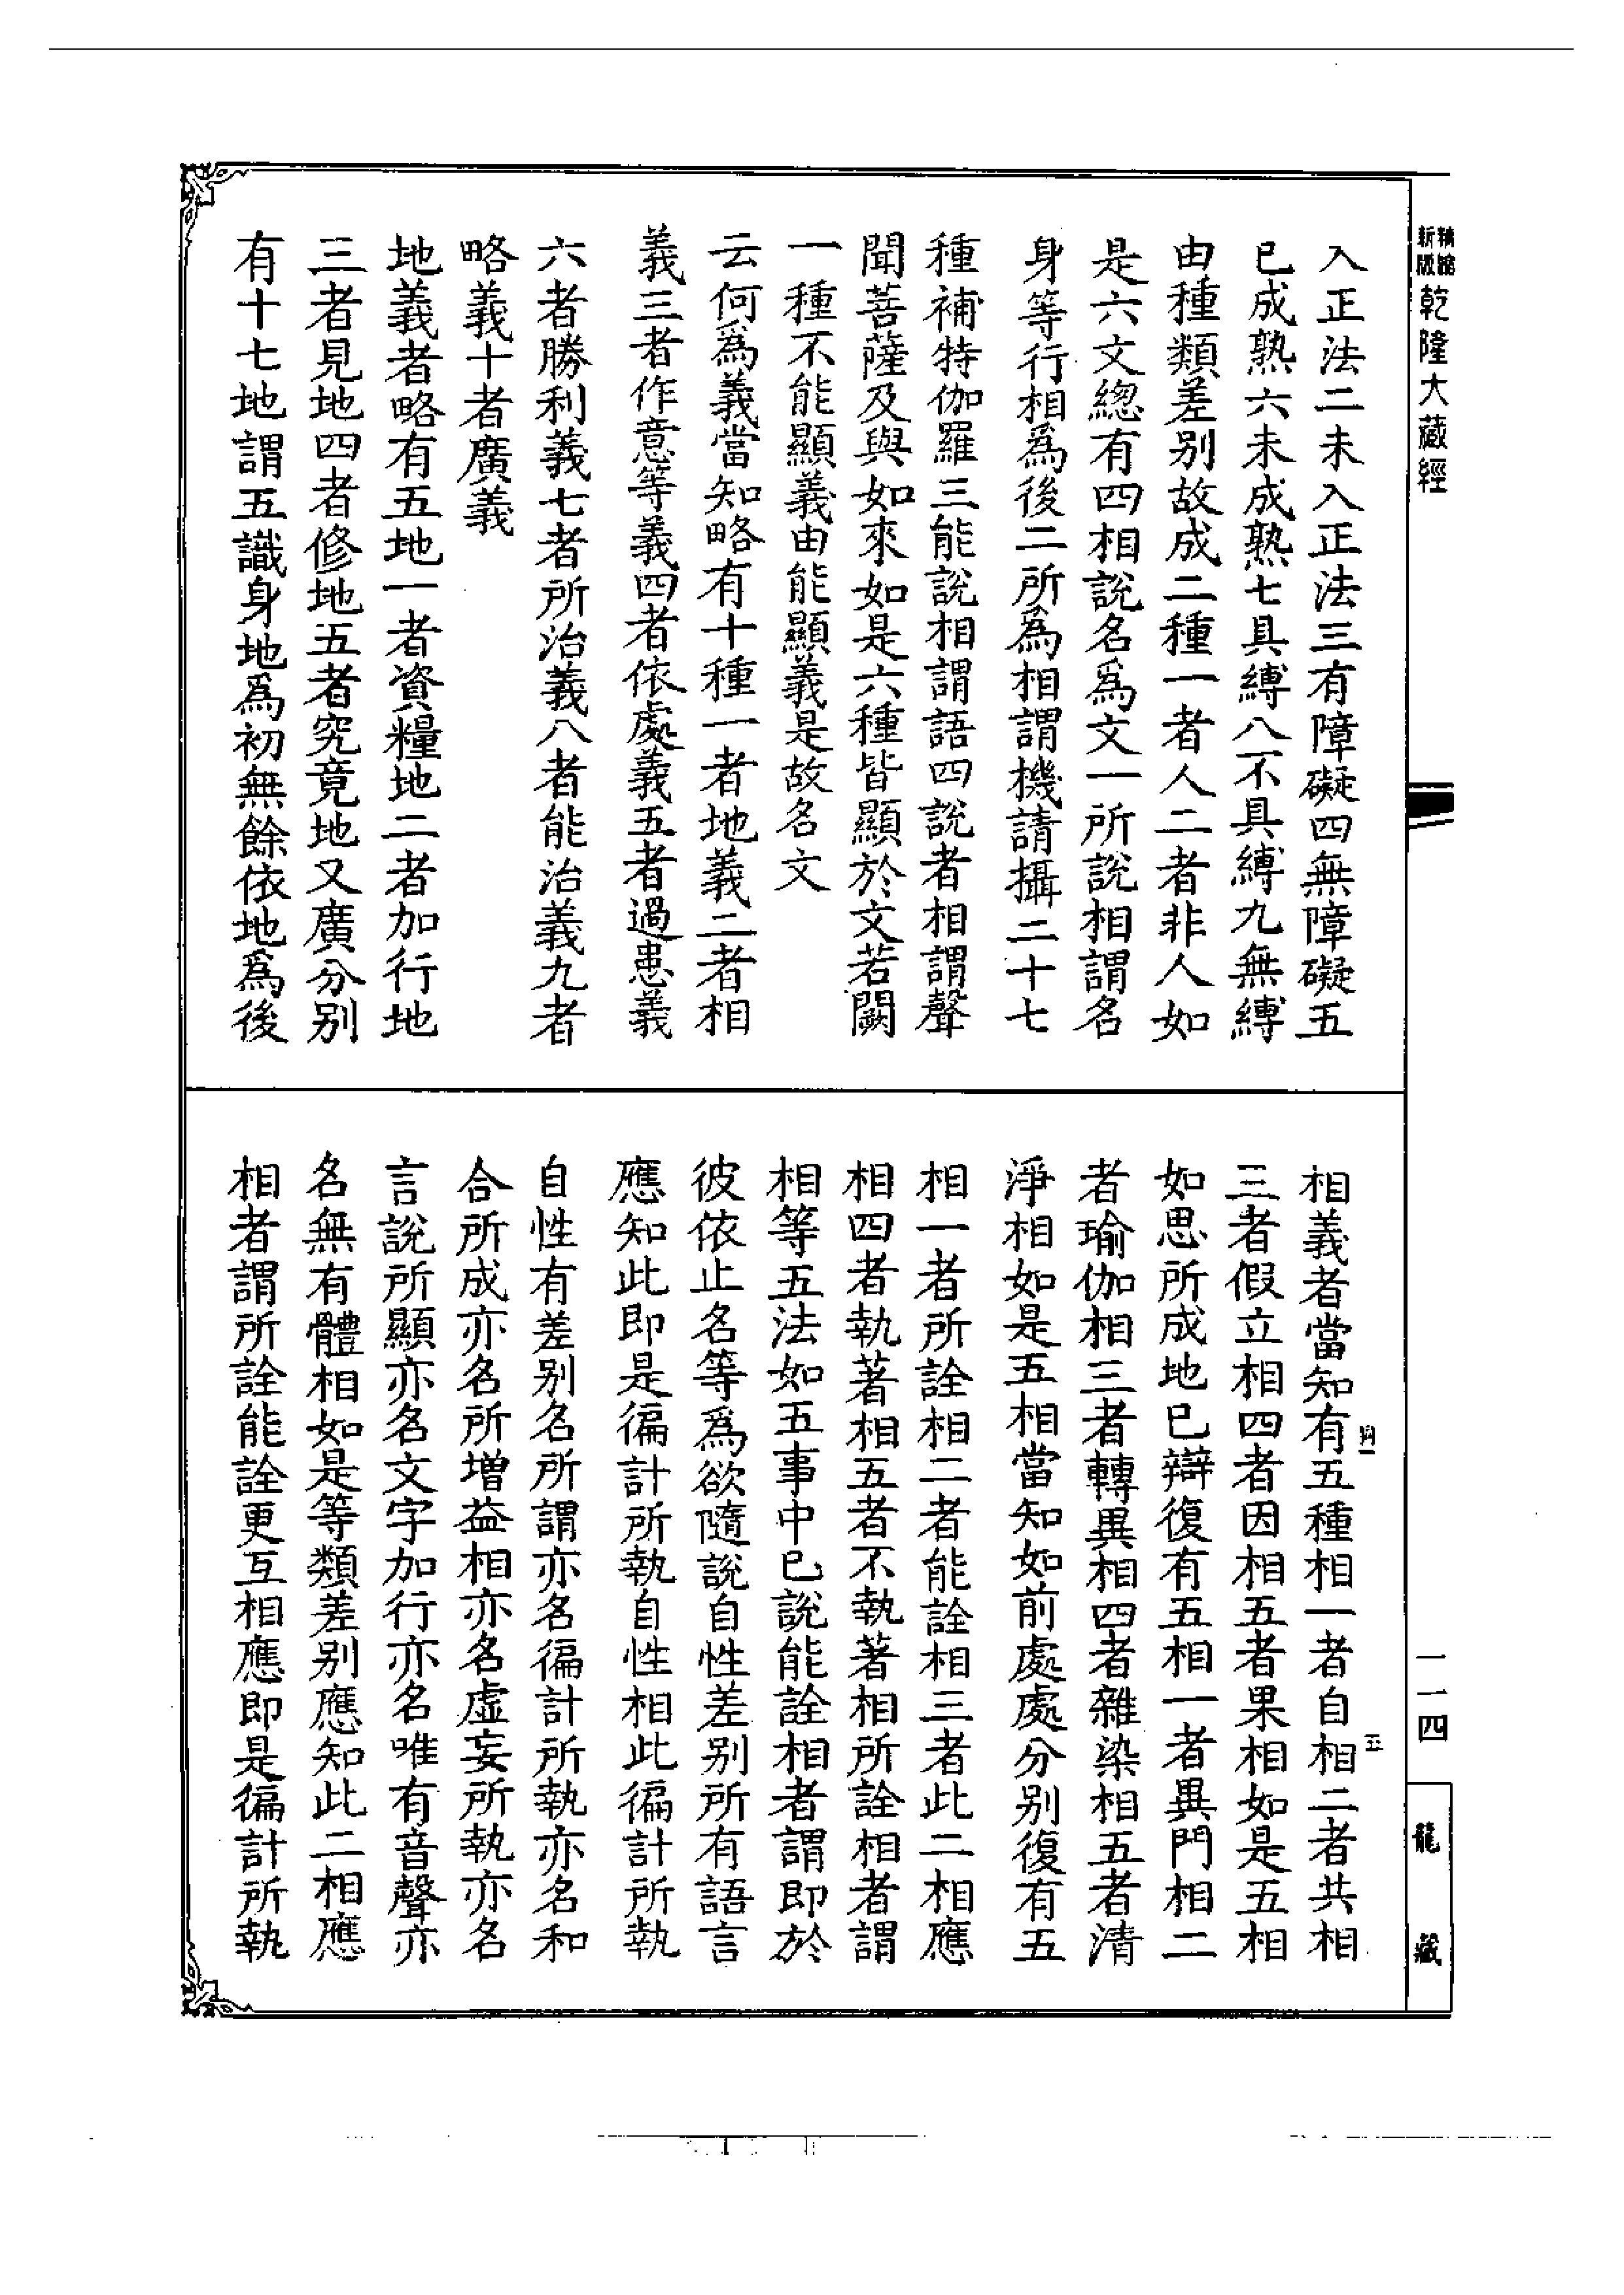 新版精縮乾隆大藏經
入正法二未入正法三有障礙四無障礙五
已成熟六未成熟七具縛八不具縛九無縛
由種類差别故成二種一者人二者非人如
是六文總有四相説名爲文一所説相謂名
身等行相爲後二所爲相謂機請攝二十七
種補特伽羅三能説相謂語四説者相謂聲
聞菩薩及與如來如是六種皆顯於文若闕
一種不能顯義由能顯義是故名文
云何爲義當知略有十種一者地義二者相
義三者作意等義四者依處義五者過患義
六者勝利義七者所治義八者能治義九者
略義十者廣義
地義者略有五地一者資糧地二者加行地
三者見地四者修地五者究竟地又廣分别
有十七地謂五識身地爲初無餘依地爲後
相義者當知有五種相一者自相二者共相
三者假立相四者因相五者果相如是五相
如思所成地已辯復有五相一者異門相二
者瑜伽相三者轉異相四者雜染相五者清
淨相如是五相當知如前處處分别復有五
相一者所詮相二者能詮相三者此二相應
相四者執著相五者不執著相所詮相者謂
相等五法如五事中已説能詮相者謂即於
彼依止名等爲欲隨説自性差别所有語言
應知此即是徧計所執自性相此徧計所執
自性有差别名所謂亦名徧計所執亦名和
合所成亦名所增益相亦名虚妄所執亦名
言説所顯亦名文字加行亦名唯有音聲亦
名無有體相如是等類差别應知此二相應
相者謂所詮能詮更互相應即是徧計所執
五
一一四
龍藏